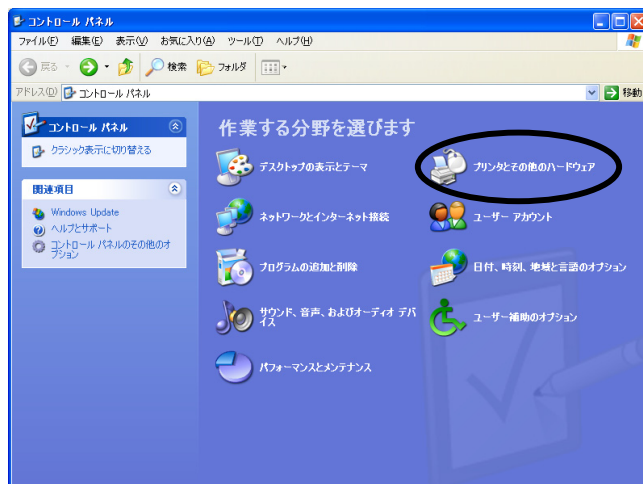 コントロール パネル
ファイル(F) 編集(E) 表示(V) お気に入り(A) ツール(T) ヘルプ(H)
戻る 検索 フォルダ
アドレス(D) コントロール パネル 移動
コントロール パネル
クラシック表示に切り替える
関連項目
Windows Update
ヘルプとサポート
コントロール パネルのその他のオ
プション
作業する分野を選びます
デスクトップの表示とテーマ
プリンタとその他のハードウェア
ネットワークとインターネット接続
ユーザー アカウント
プログラムの追加と削除
日付、時刻、地域と言語のオプション
サウンド、音声、およびオーディオ デバ
イス
ユーザー補助のオプション
パフォーマンスとメンテナンス